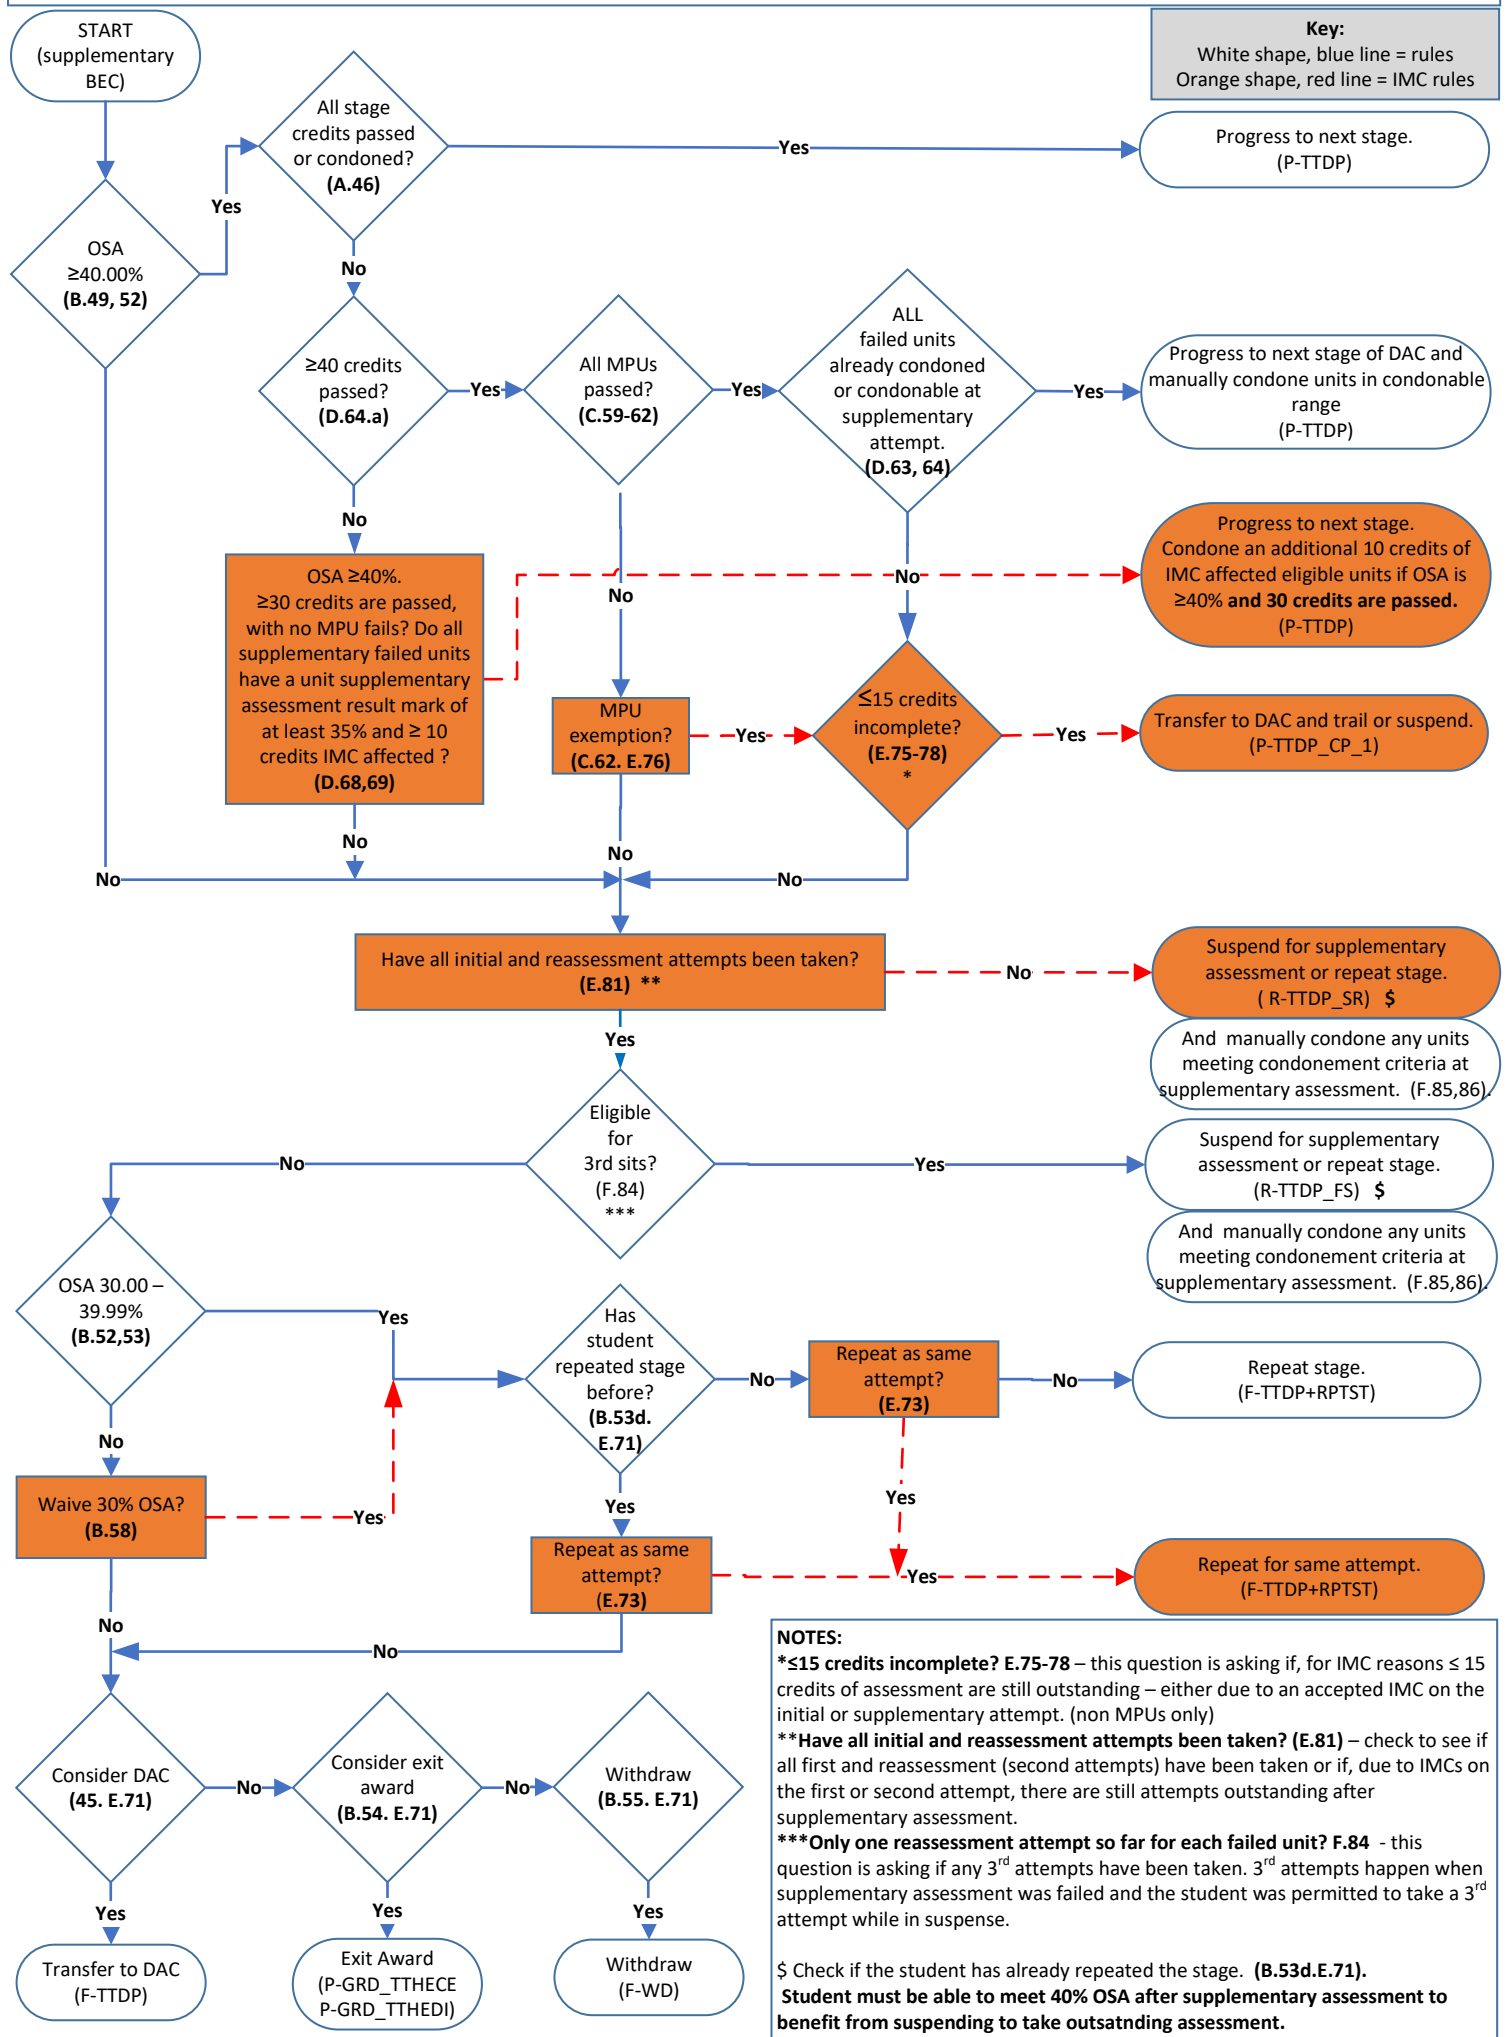 START
(supplementary
BEC)
Key:
White shape, blue line = rules
Orange shape, red line = IMC rules
All stage
credits passed
or condoned?
(A.46)
Yes
Progress to next stage.
(P-TTDP)
Yes
OSA
≥40.00%
(B.49, 52)
No
≥40 credits
passed?
(D.64.a)
Yes
All MPUs
passed?
(C.59-62)
Yes
ALL
failed units
already condoned
or condonable at
supplementary
attempt.
(D.63, 64)
Yes
Progress to next stage of DAC and
manually condone units in condonable
range
(P-TTDP)
No
OSA ≥40%.
≥30 credits are passed,
with no MPU fails? Do all
supplementary failed units
have a unit supplementary
assessment result mark of
at least 35% and ≥ 10
credits IMC affected ?
(D.68,69)
No
No
Progress to next stage.
Condone an additional 10 credits of
IMC affected eligible units if OSA is
≥40% and 30 credits are passed.
(P-TTDP)
MPU
exemption?
(C.62. E.76)
Yes
≤15 credits
incomplete?
(E.75-78)
*
Yes
Transfer to DAC and trail or suspend.
(P-TTDP_CP_1)
No
No
No
No
Have all initial and reassessment attempts been taken?
(E.81) **
No
Suspend for supplementary
assessment or repeat stage.
( R-TTDP_SR) $
And manually condone any units
meeting condonement criteria at
supplementary assessment. (F.85,86).
Yes
Eligible
for
3rd sits?
(F.84)
***
No
Yes
Suspend for supplementary
assessment or repeat stage.
(R-TTDP_FS) $
And manually condone any units
meeting condonement criteria at
supplementary assessment. (F.85,86).
OSA 30.00 –
39.99%
(B.52,53)
Yes
Has
student
repeated stage
before?
(B.53d.
E.71)
No
Repeat as same
attempt?
(E.73)
No
Repeat stage.
(F-TTDP+RPTST)
No
Waive 30% OSA?
(B.58)
Yes
Yes
Yes
Repeat as same
attempt?
(E.73)
Yes
Repeat for same attempt.
(F-TTDP+RPTST)
No
No
Consider DAC
(45. E.71)
No
Consider exit
award
(B.54. E.71)
No
Withdraw
(B.55. E.71)
Yes
Yes
Yes
Transfer to DAC
(F-TTDP)
Exit Award
(P-GRD_TTHECE
P-GRD_TTHEDI)
Withdraw
(F-WD)
NOTES:
*≤15 credits incomplete? E.75-78 – this question is asking if, for IMC reasons ≤ 15
credits of assessment are still outstanding – either due to an accepted IMC on the
initial or supplementary attempt. (non MPUs only)
**Have all initial and reassessment attempts been taken? (E.81) – check to see if
all first and reassessment (second attempts) have been taken or if, due to IMCs on
the first or second attempt, there are still attempts outstanding after
supplementary assessment.
***Only one reassessment attempt so far for each failed unit? F.84 - this
question is asking if any 3rd attempts have been taken. 3rd attempts happen when
supplementary assessment was failed and the student was permitted to take a 3rd
attempt while in suspense.
$ Check if the student has already repeated the stage. (B.53d.E.71).
Student must be able to meet 40% OSA after supplementary assessment to
benefit from suspending to take outsatnding assessment.